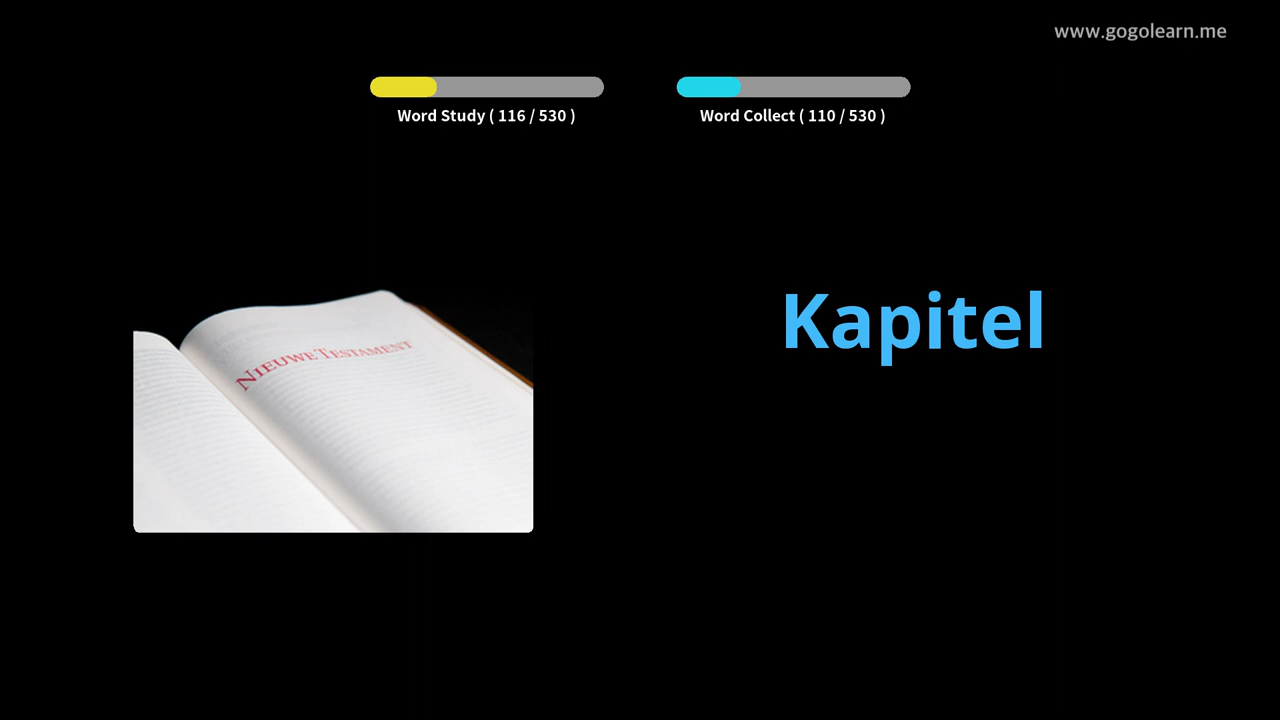 www.gogolearn.me
Word Study ( 116 / 530 )
Word Collect ( 110 / 530 )
Kapitel
NIEUWE TESTAMENT